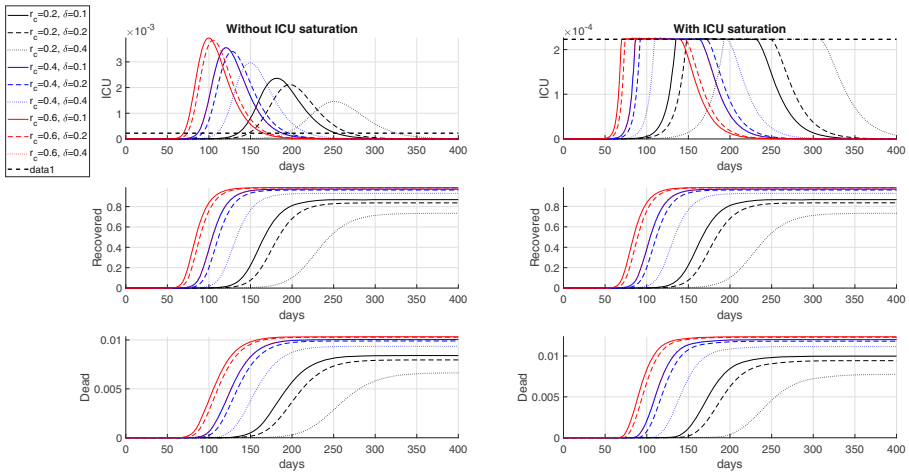 r_c=0.2, δ=0.1
r_c=0.2, δ=0.2
r_c=0.2, δ=0.4
r_c=0.4, δ=0.1
r_c=0.4, δ=0.2
r_c=0.4, δ=0.4
r_c=0.6, δ=0.1
r_c=0.6, δ=0.2
r_c=0.6, δ=0.4
data1
Without ICU saturation
×10⁻³
3
2
1
0
ICU
0 50 100 150 200 250 300 350 400
days
With ICU saturation
×10⁻⁴
2
1
0
ICU
0 50 100 150 200 250 300 350 400
days
0.8
0.6
0.4
0.2
0
Recovered
0 50 100 150 200 250 300 350 400
days
0.8
0.6
0.4
0.2
0
Recovered
0 50 100 150 200 250 300 350 400
days
0.01
0.005
0
Dead
0 50 100 150 200 250 300 350 400
days
0.01
0.005
0
Dead
0 50 100 150 200 250 300 350 400
days